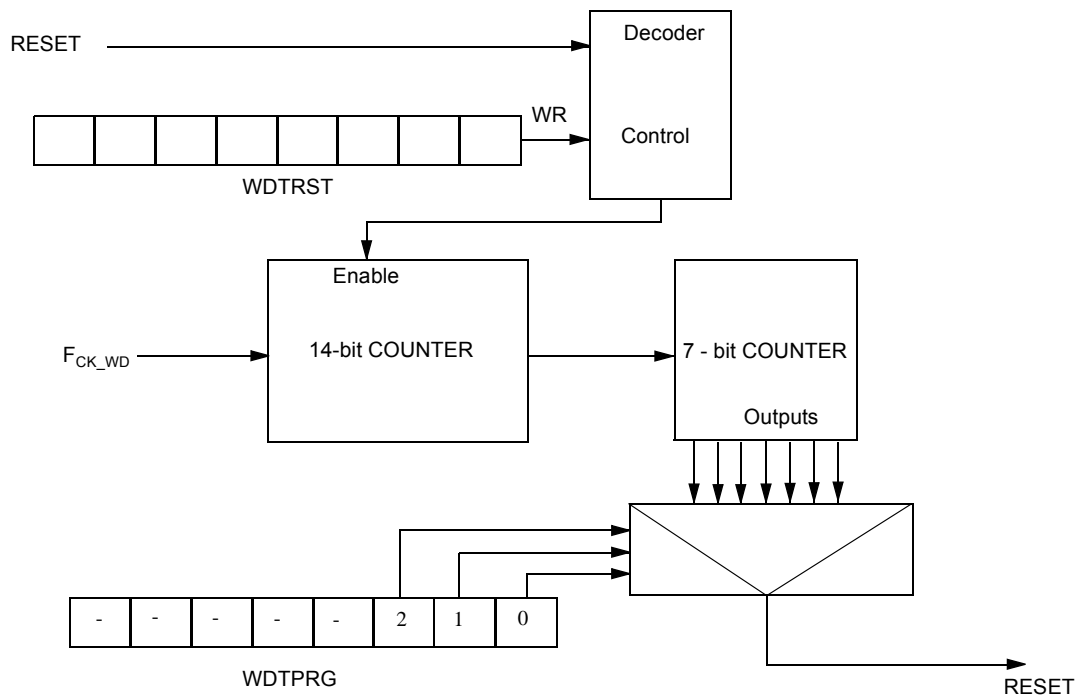 Decoder
RESET
WR
Control
WDTRST
Enable
F_CK_WD
14-bit COUNTER
7 - bit COUNTER
Outputs
- - - - - 2 1 0
WDTPRG
RESET